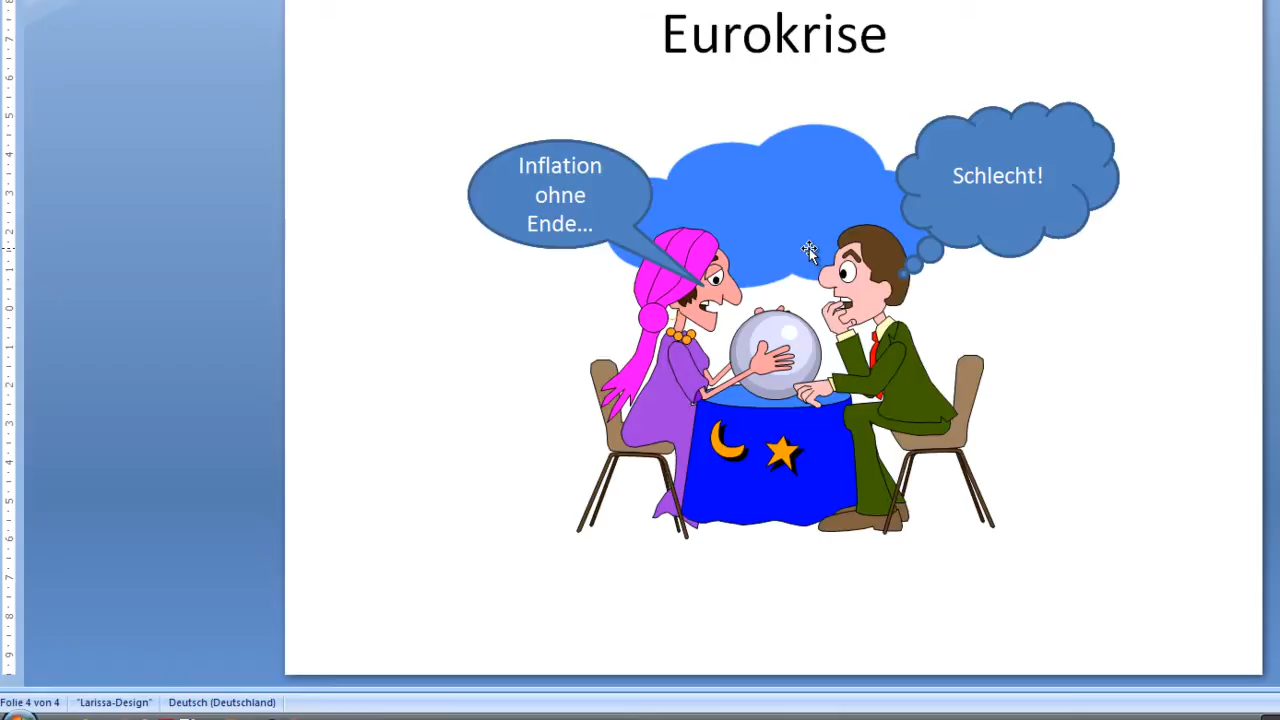 Eurokrise
Inflation
ohne
Ende...
Schlecht!
Folie 4 von 4
"Larissa-Design"
Deutsch (Deutschland)